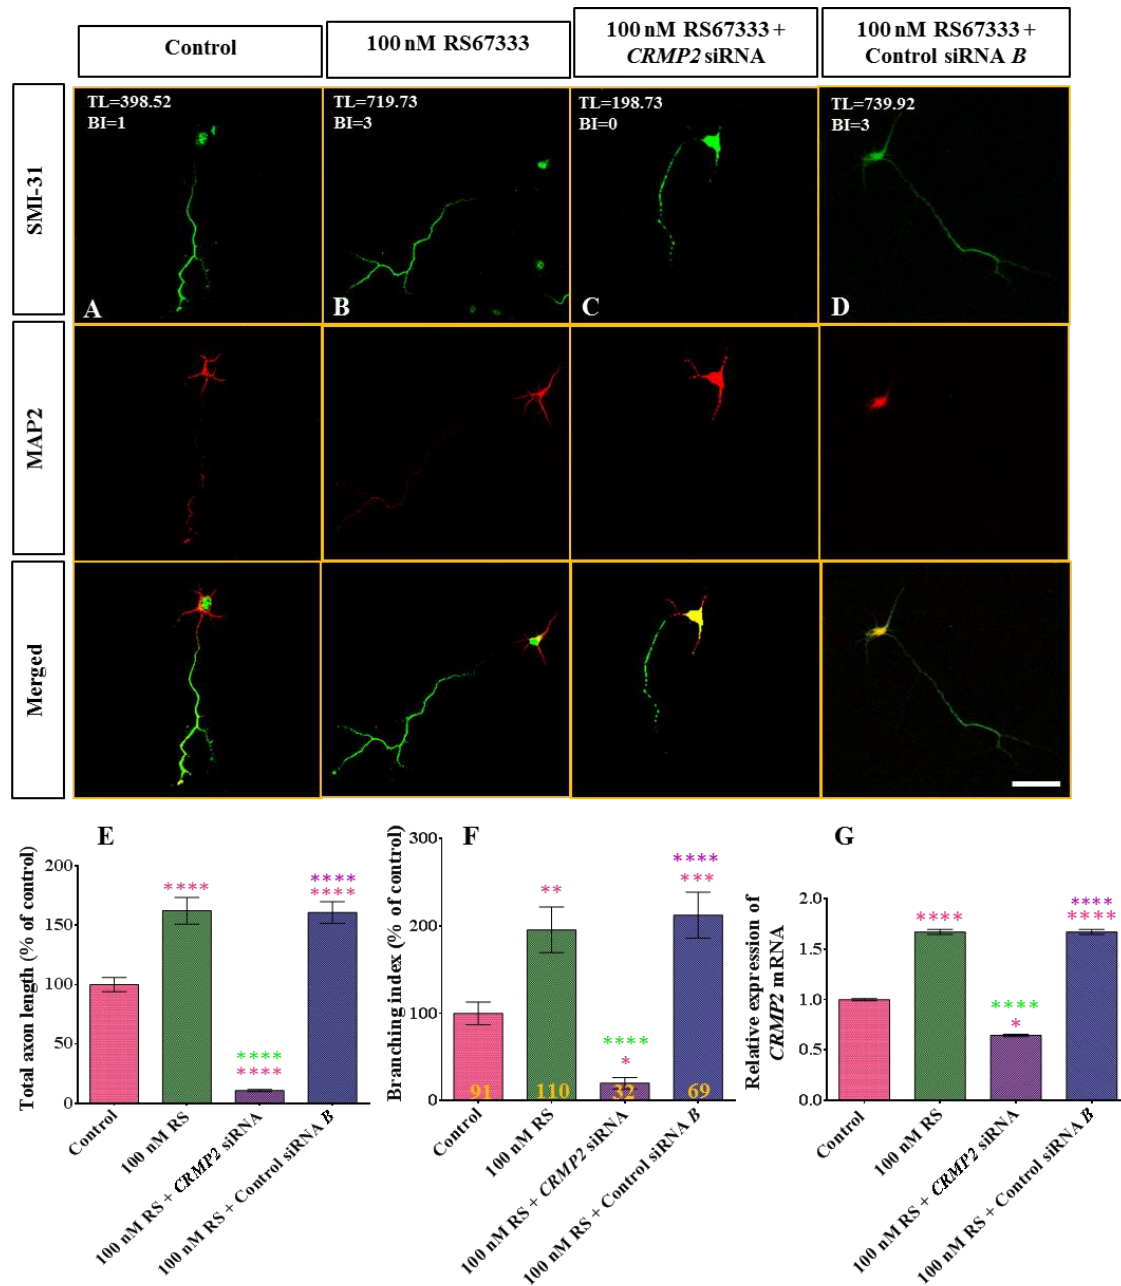 Control
100 nM RS67333
100 nM RS67333 +
CRMP2 siRNA
100 nM RS67333 +
Control siRNA B
SMI-31
TL=398.52
BI=1
A
TL=719.73
BI=3
B
TL=198.73
BI=0
C
TL=739.92
BI=3
D
MAP2
Merged
E
Total axon length (% of control)
200
150
100
50
0
****
****
****
****
****
Control
100 nM RS
100 nM RS + CRMP2 siRNA
100 nM RS + Control siRNA B
F
Branching index (% of control)
300
200
100
0
**
****
*
****
***
91
110
32
69
Control
100 nM RS
100 nM RS + CRMP2 siRNA
100 nM RS + Control siRNA B
G
Relative expression of
CRMP2 mRNA
2.0
1.5
1.0
0.5
0.0
****
****
*
****
****
Control
100 nM RS
100 nM RS + CRMP2 siRNA
100 nM RS + Control siRNA B